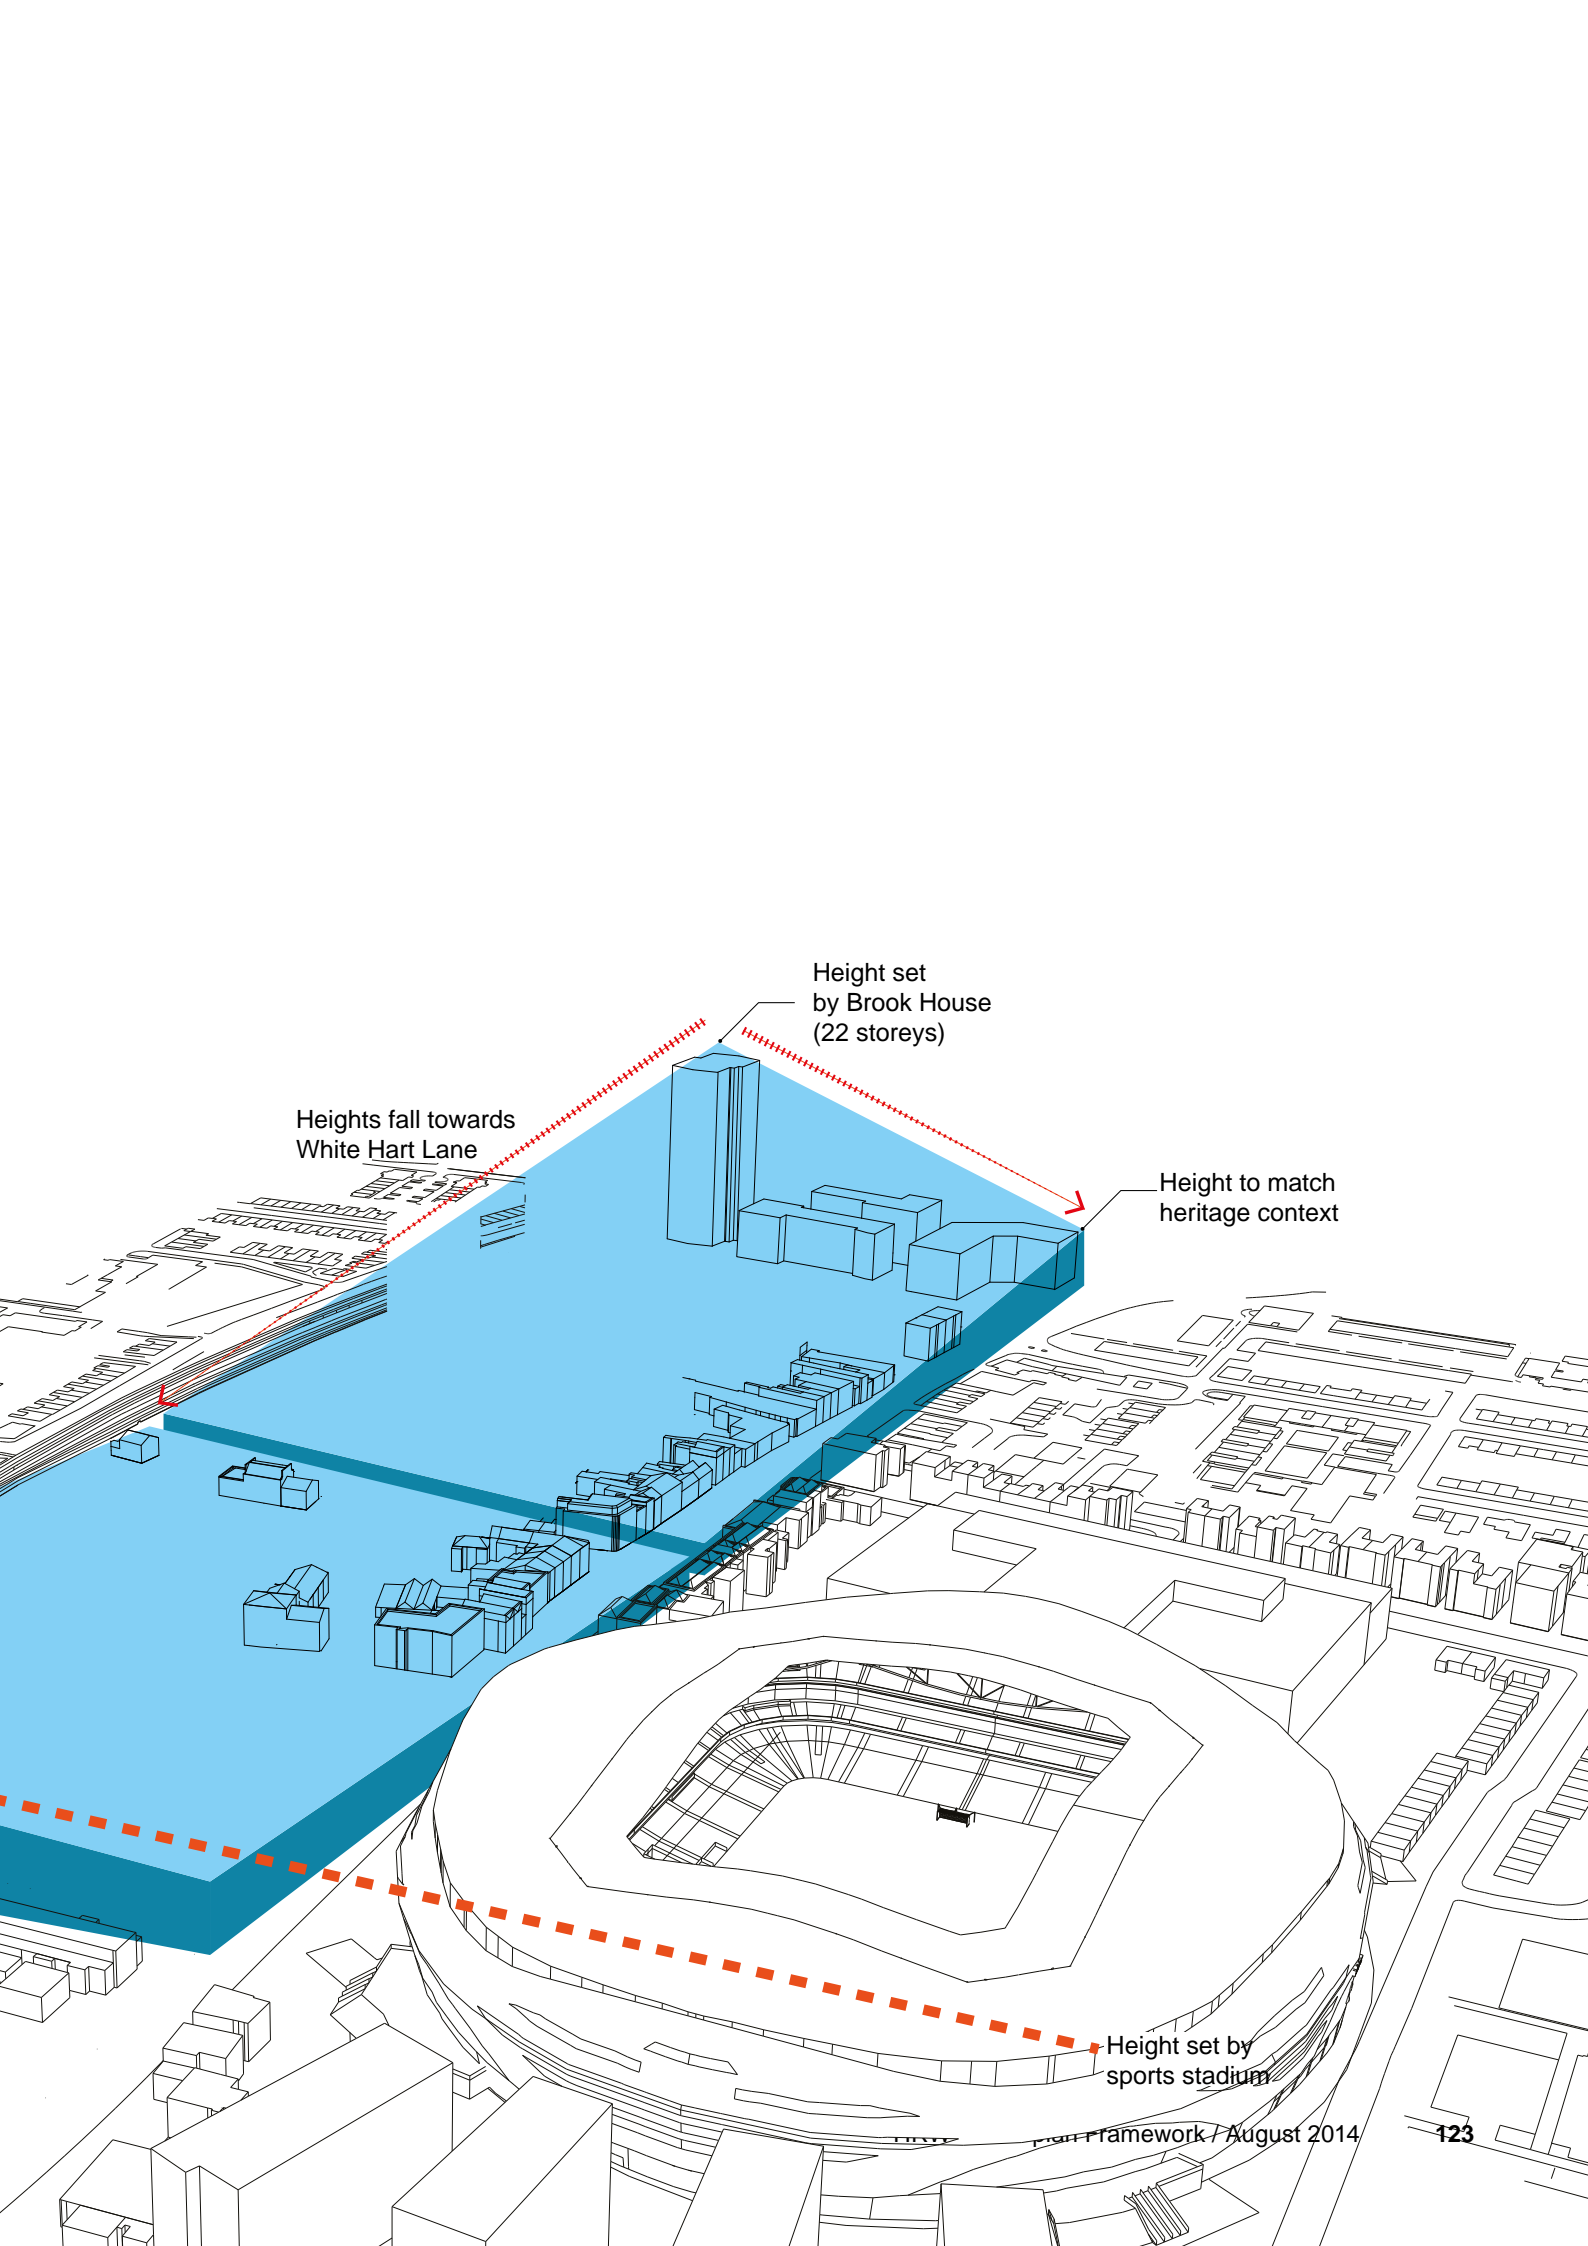 Height set
by Brook House
(22 storeys)
Heights fall towards
White Hart Lane
Height to match
heritage context
Height set by
sports stadium
Framework / August 2014
123